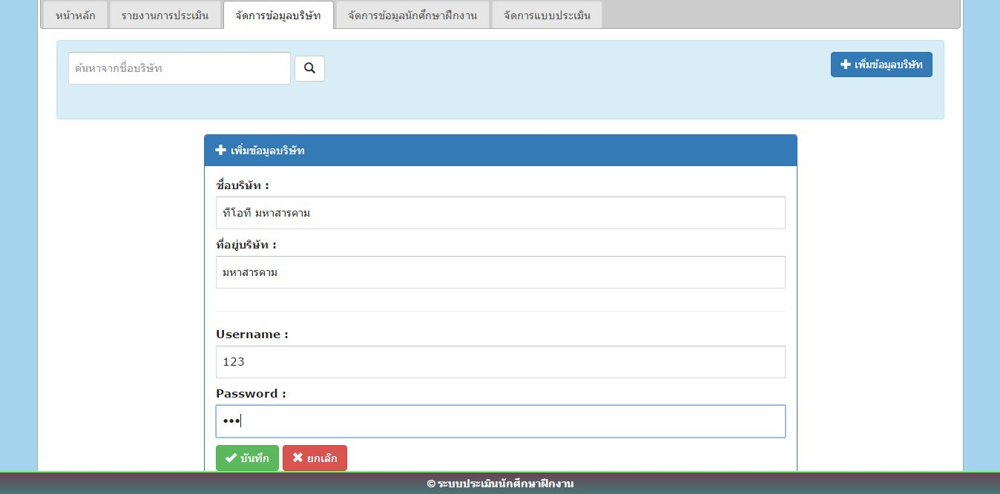 หน้าหลัก รายงานการประเมิน จัดการข้อมูลบริษัท จัดการข้อมูลนักศึกษาฝึกงาน จัดการแบบประเมิน
ค้นหาจากชื่อบริษัท เพิ่มข้อมูลบริษัท
เพิ่มข้อมูลบริษัท
ชื่อบริษัท :
ทีโอที มหาสารคาม
ที่อยู่บริษัท :
มหาสารคาม
Username :
123
Password :
•••
บันทึก ยกเลิก
© ระบบประเมินนักศึกษาฝึกงาน